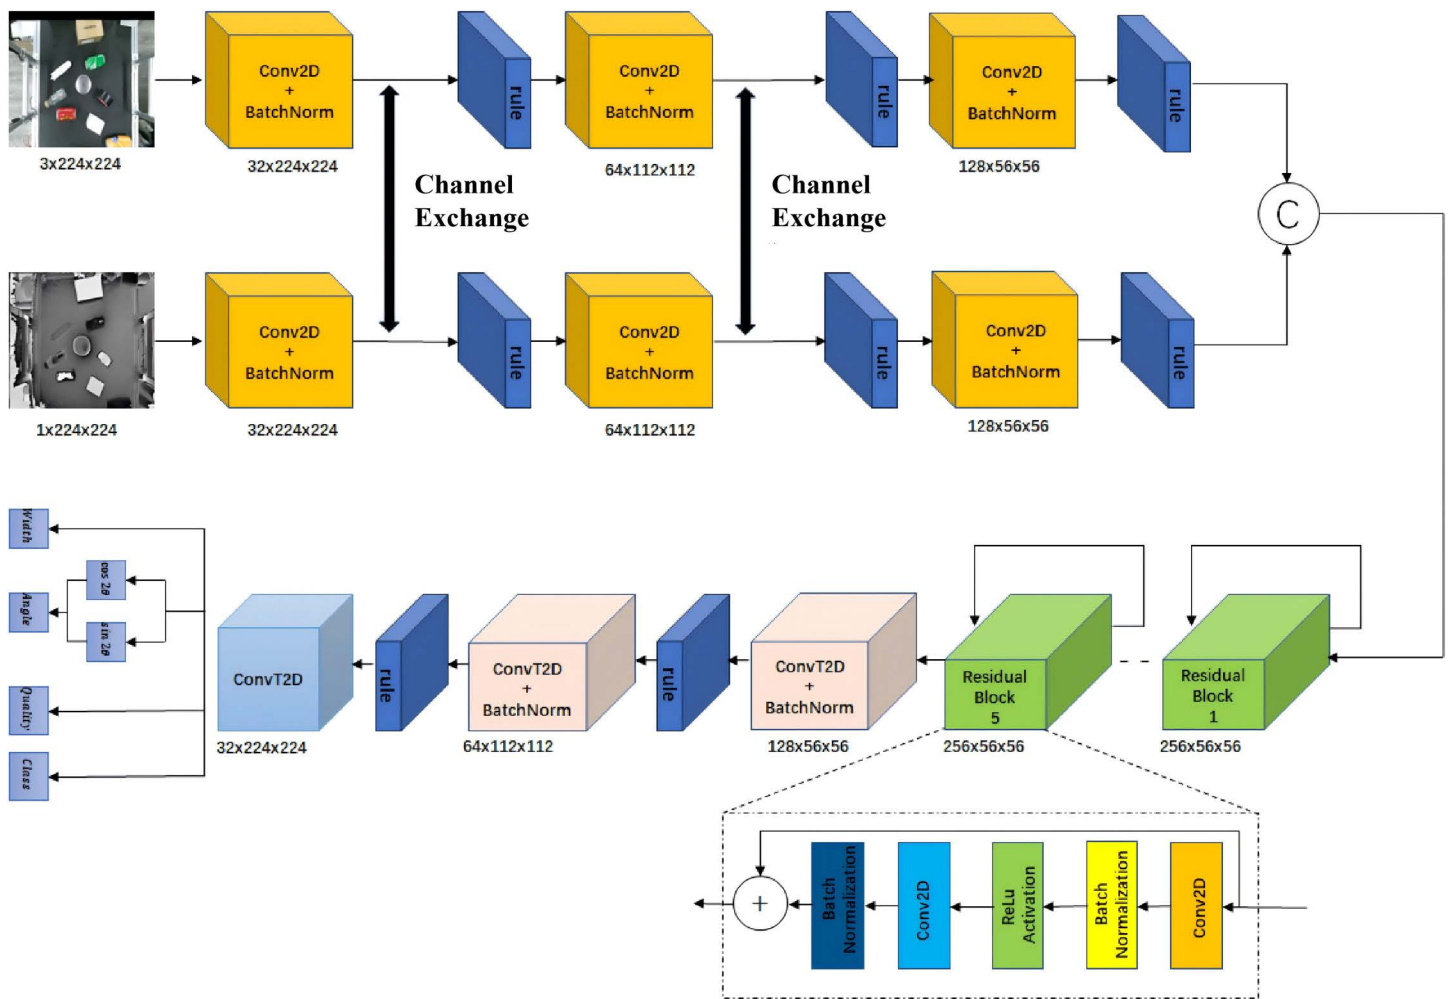 Conv2D
+
BatchNorm
rule
Conv2D
+
BatchNorm
rule
Conv2D
+
BatchNorm
rule
3x224x224
32x224x224
64x112x112
128x56x56
Channel
Exchange
Channel
Exchange
C
Conv2D
+
BatchNorm
rule
Conv2D
+
BatchNorm
rule
Conv2D
+
BatchNorm
rule
1x224x224
32x224x224
64x112x112
128x56x56
Width
cos 2θ
Angle
sin 2θ
Quality
Class
ConvT2D
32x224x224
rule
ConvT2D
+
BatchNorm
64x112x112
rule
ConvT2D
+
BatchNorm
128x56x56
Residual
Block
5
256x56x56
Residual
Block
1
256x56x56
+
Batch
Normalization
Conv2D
ReLu
Activation
Batch
Normalization
Conv2D